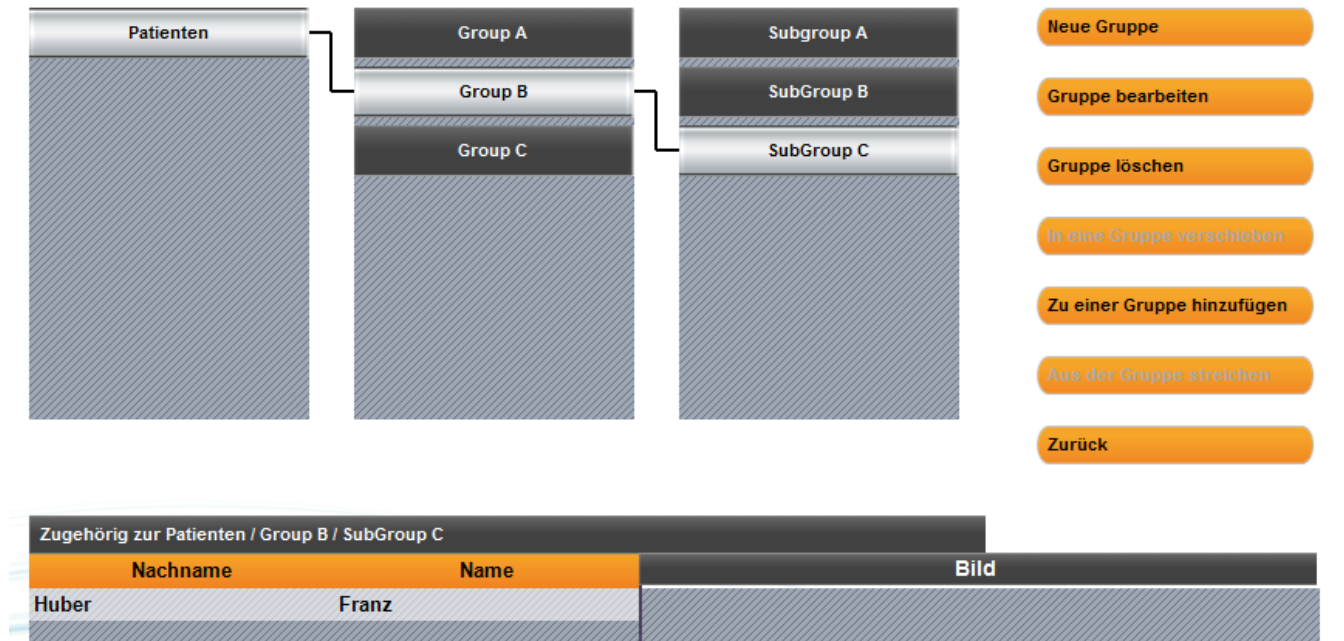 Patienten
Group A
Subgroup A
Neue Gruppe
Group B
SubGroup B
Gruppe bearbeiten
Group C
SubGroup C
Gruppe löschen
In eine Gruppe verschieben
Zu einer Gruppe hinzufügen
Aus der Gruppe streichen
Zurück
Zugehörig zur Patienten / Group B / SubGroup C
Nachname Name Bild
Huber Franz